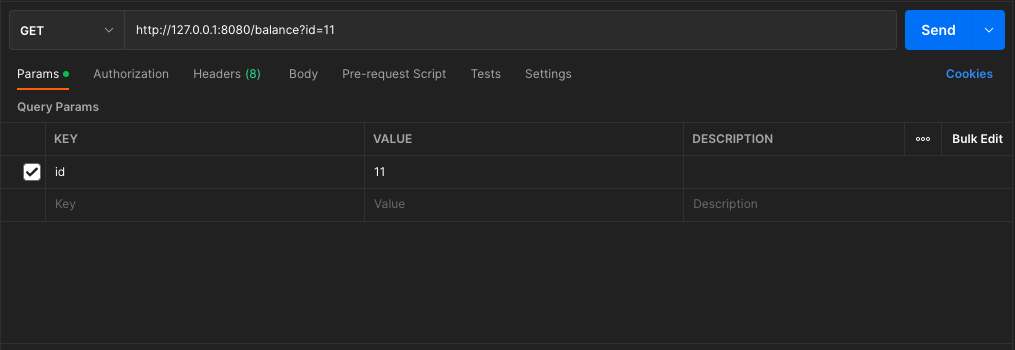 GET http://127.0.0.1:8080/balance?id=11 Send
Params Authorization Headers (8) Body Pre-request Script Tests Settings Cookies
Query Params
KEY VALUE DESCRIPTION Bulk Edit
id 11
Key Value Description